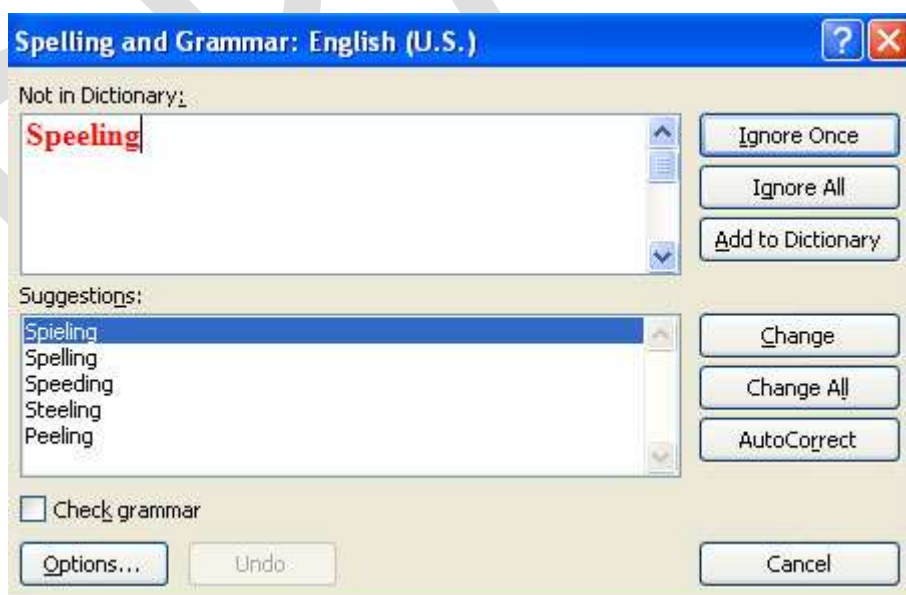 Spelling and Grammar: English (U.S.)
Not in Dictionary:
Speeling
Ignore Once
Ignore All
Add to Dictionary
Suggestions:
Spieling
Spelling
Speeding
Steeling
Peeling
Change
Change All
AutoCorrect
Check grammar
Options...
Undo
Cancel